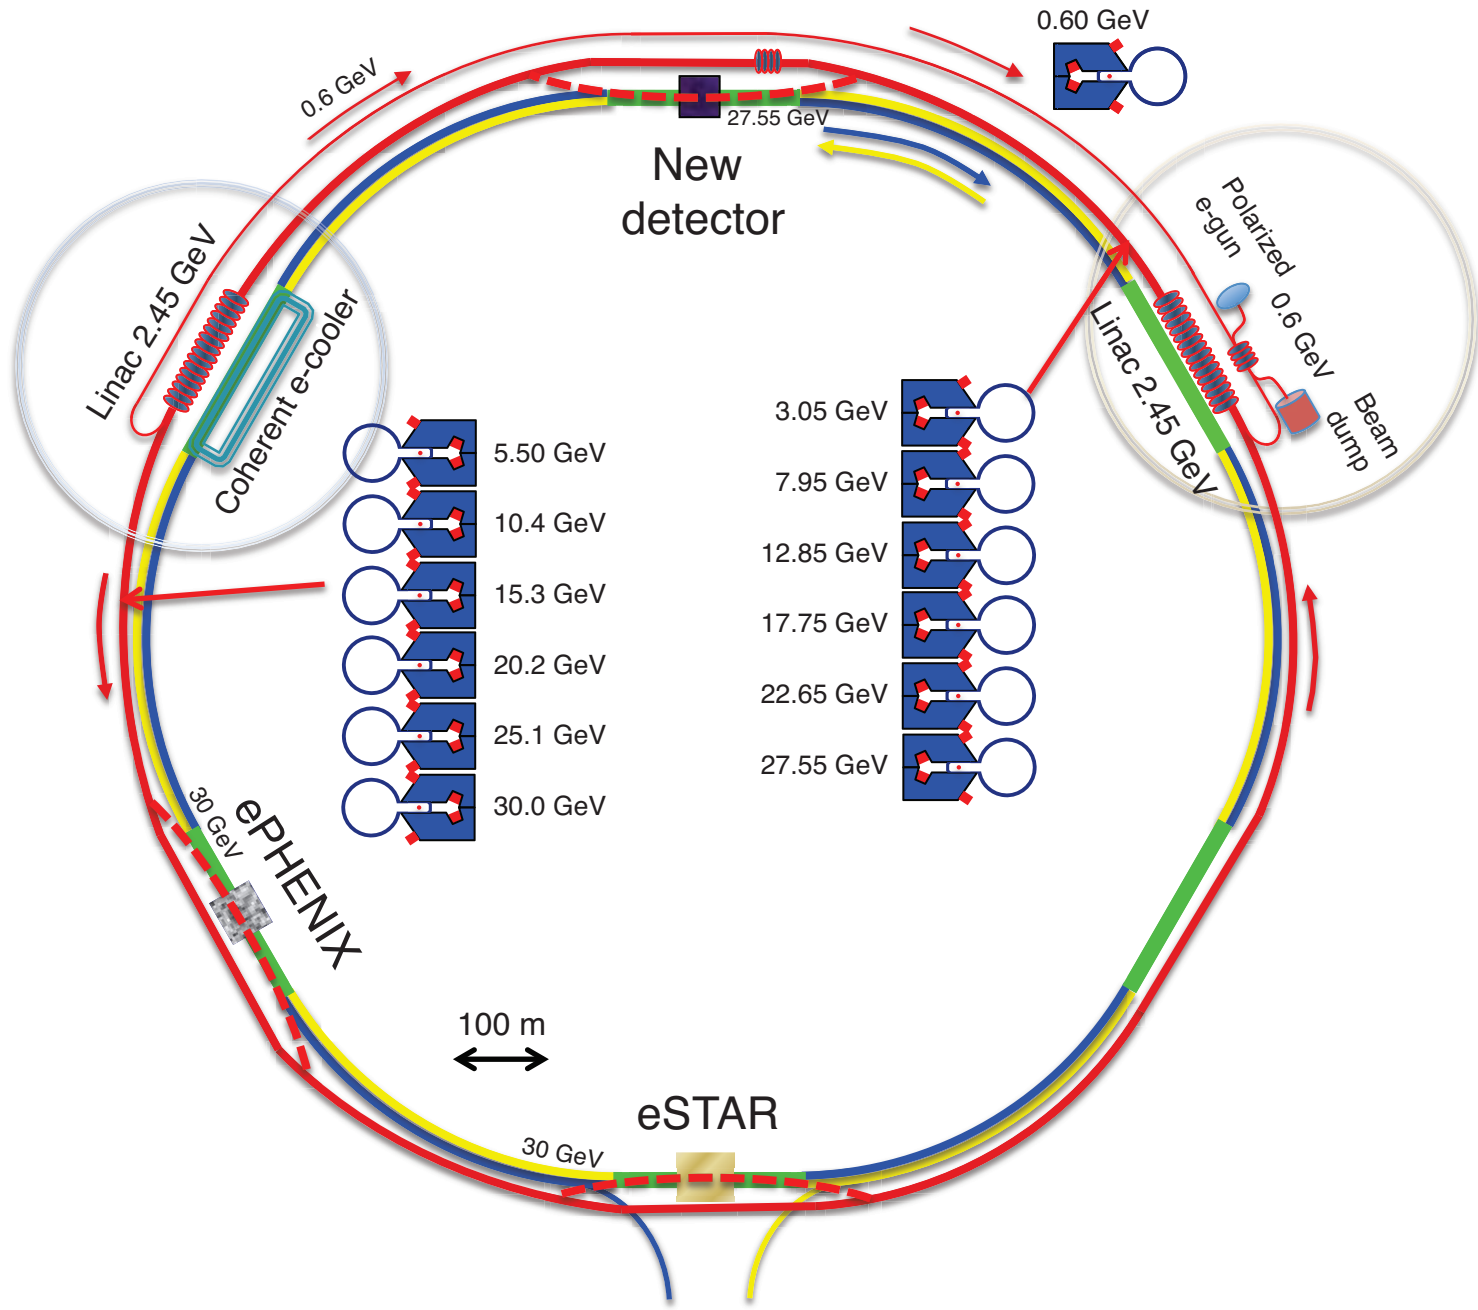 0.60 GeV
0.6 GeV
27.55 GeV
New
detector
Polarized
e-gun
0.6 GeV
Beam
dump
Linac 2.45 GeV
Linac 2.45 GeV
Coherent e-cooler
5.50 GeV
10.4 GeV
15.3 GeV
20.2 GeV
25.1 GeV
30.0 GeV
3.05 GeV
7.95 GeV
12.85 GeV
17.75 GeV
22.65 GeV
27.55 GeV
30 GeV
ePHENIX
100 m
eSTAR
30 GeV